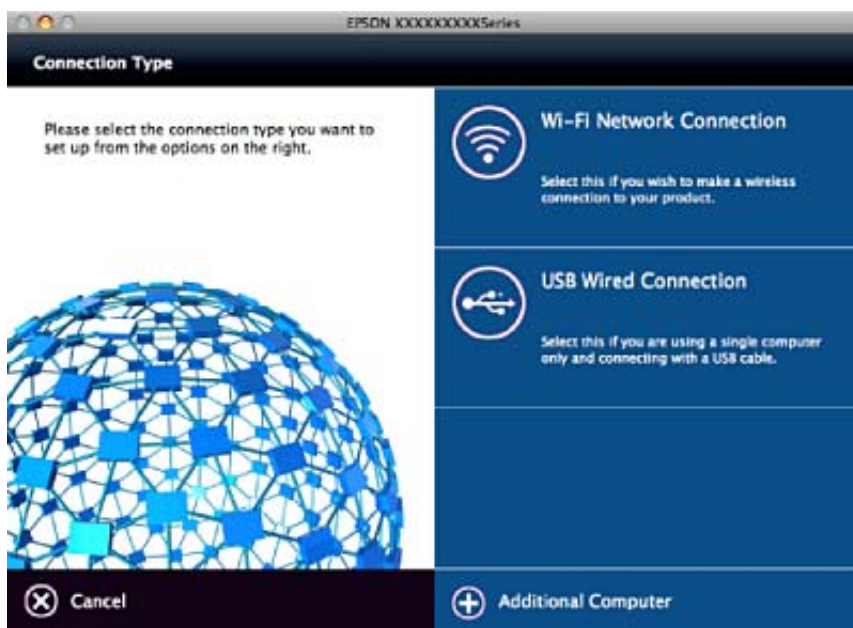 EPSON XXXXXXXXXSeries
Connection Type
Please select the connection type you want to
set up from the options on the right.
Wi-Fi Network Connection
Select this if you wish to make a wireless
connection to your product.
USB Wired Connection
Select this if you are using a single computer
only and connecting with a USB cable.
Cancel
Additional Computer